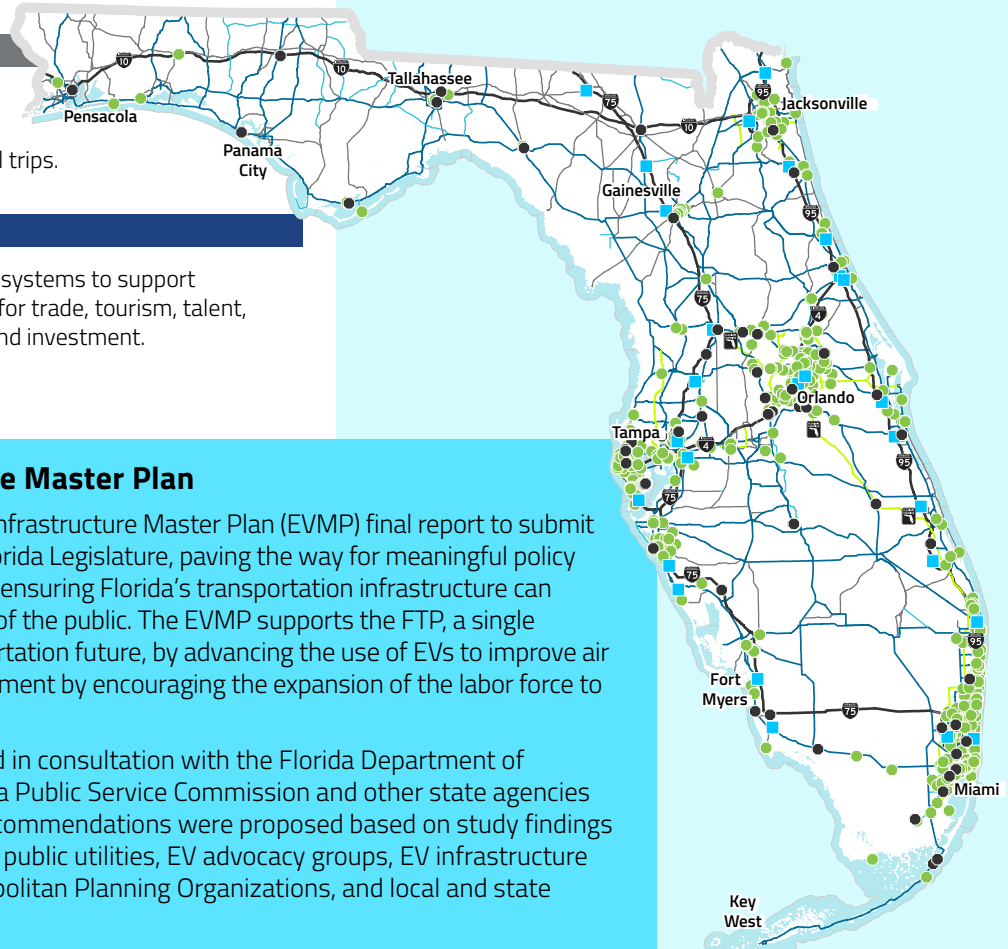 l trips.
systems to support
for trade, tourism, talent,
nd investment.
e Master Plan
nfrastructure Master Plan (EVMP) final report to submit
orida Legislature, paving the way for meaningful policy
ensuring Florida's transportation infrastructure can
of the public. The EVMP supports the FTP, a single
rtation future, by advancing the use of EVs to improve air
ment by encouraging the expansion of the labor force to
d in consultation with the Florida Department of
a Public Service Commission and other state agencies
commendations were proposed based on study findings
public utilities, EV advocacy groups, EV infrastructure
politan Planning Organizations, and local and state
10
10
Tallahassee
Pensacola
Panama
City
75
10
95
Jacksonville
Gainesville
95
75
4
Orlando
Tampa
4
95
75
75
95
Fort
Myers
75
Miami
Key
West